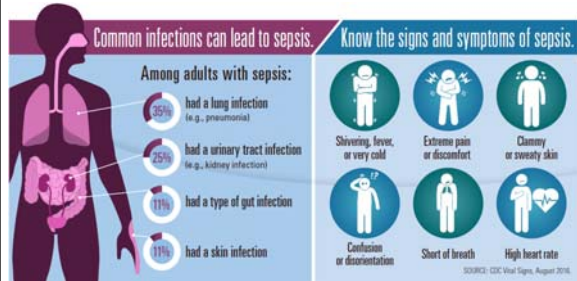 Common infections can lead to sepsis.
Among adults with sepsis:
35%
had a lung infection
(e.g., pneumonia)
25%
had a urinary tract infection
(e.g., kidney infection)
11%
had a type of gut infection
11%
had a skin infection
Know the signs and symptoms of sepsis.
Shivering, fever,
or very cold
Extreme pain
or discomfort
Clammy
or sweaty skin
!?
Confusion
or disorientation
Short of breath
High heart rate
SOURCE: CDC Vital Signs, August 2016.